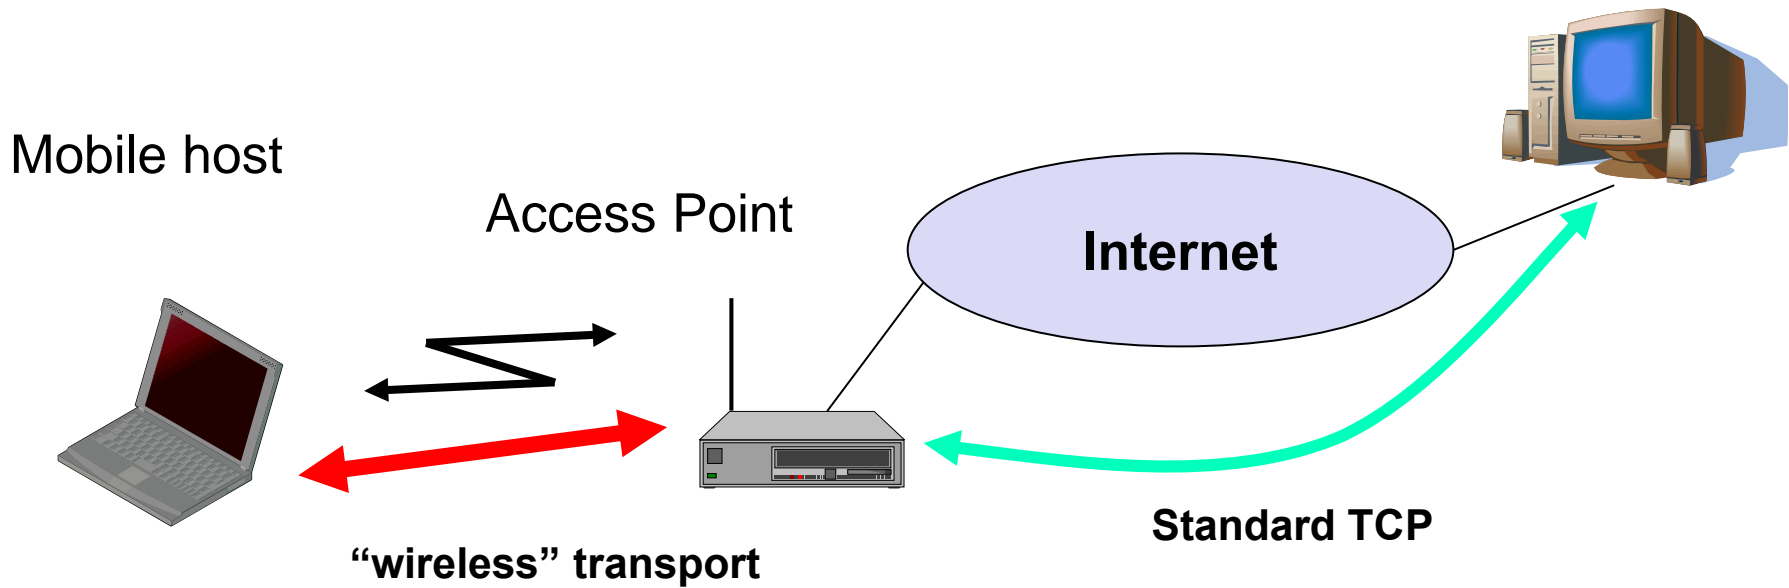 Mobile host
Access Point
Internet
Standard TCP
“wireless” transport